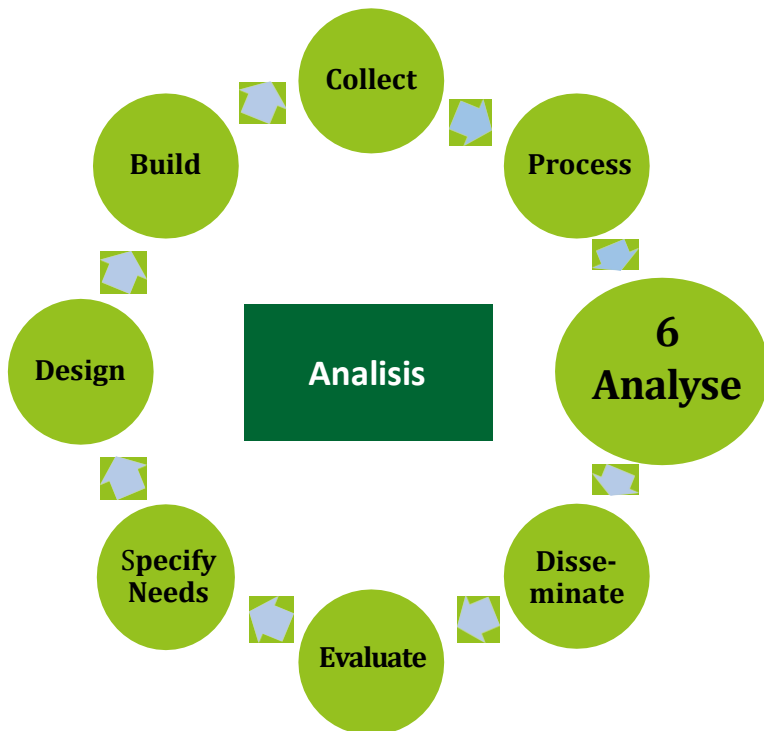 Collect
Build
Process
6
Analyse
Design
Analisis
Specify
Needs
Disse-
minate
Evaluate